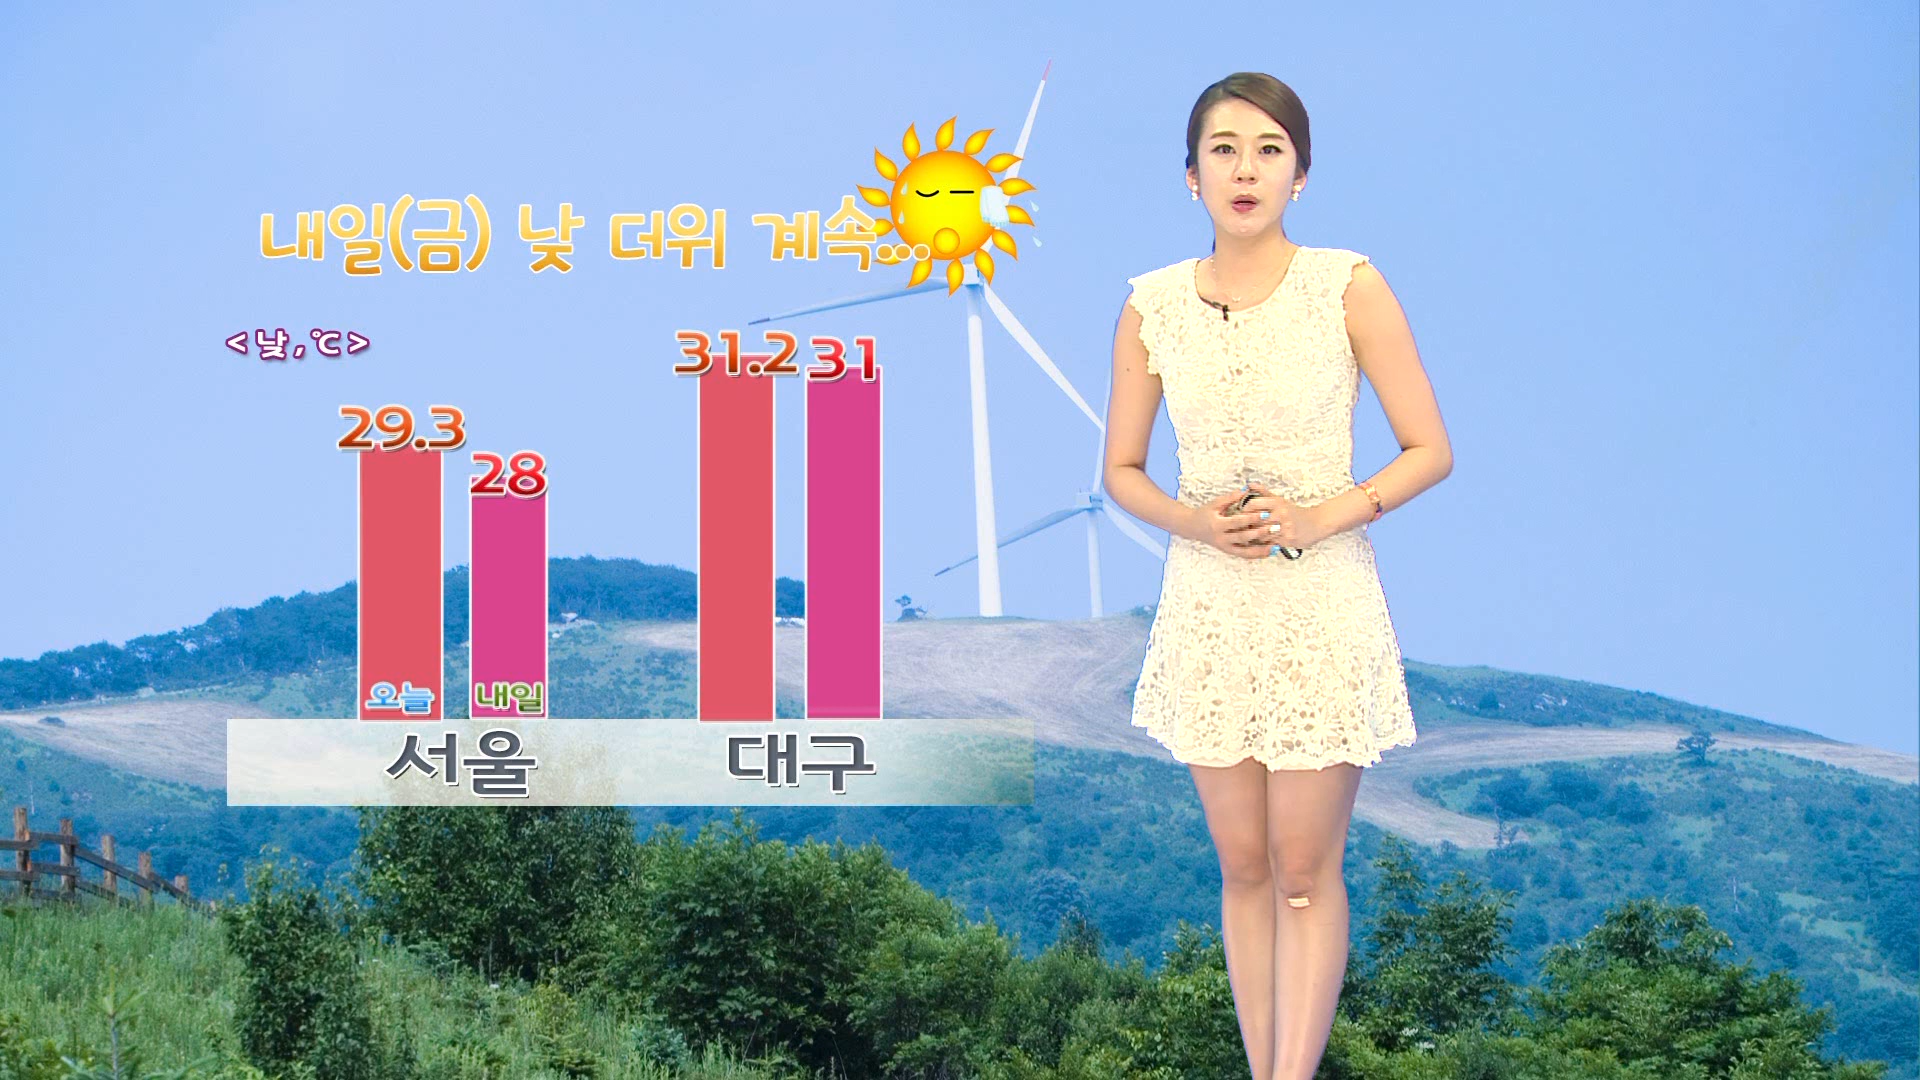 내일(금) 낮 더위 계속...
<낮,℃>
29.3 28 31.2 31
오늘 내일
서울 대구